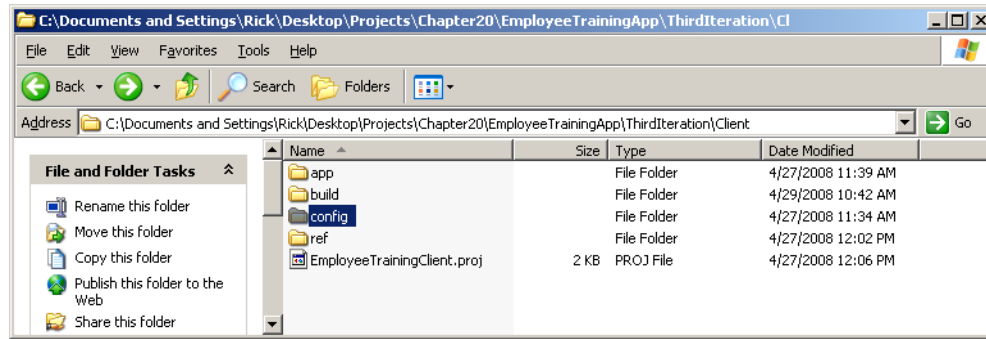 C:\Documents and Settings\Rick\Desktop\Projects\Chapter20\EmployeeTrainingApp\ThirdIteration\Cl
File Edit View Favorites Tools Help
Back Search Folders
Address C:\Documents and Settings\Rick\Desktop\Projects\Chapter20\EmployeeTrainingApp\ThirdIteration\Client Go
Name Size Type Date Modified
File and Folder Tasks
app File Folder 4/27/2008 11:39 AM
build File Folder 4/29/2008 10:42 AM
Rename this folder
config File Folder 4/27/2008 11:34 AM
Move this folder
ref File Folder 4/27/2008 12:02 PM
Copy this folder
EmployeeTrainingClient.proj 2 KB PROJ File 4/27/2008 12:06 PM
Publish this folder to the
Web
Share this folder